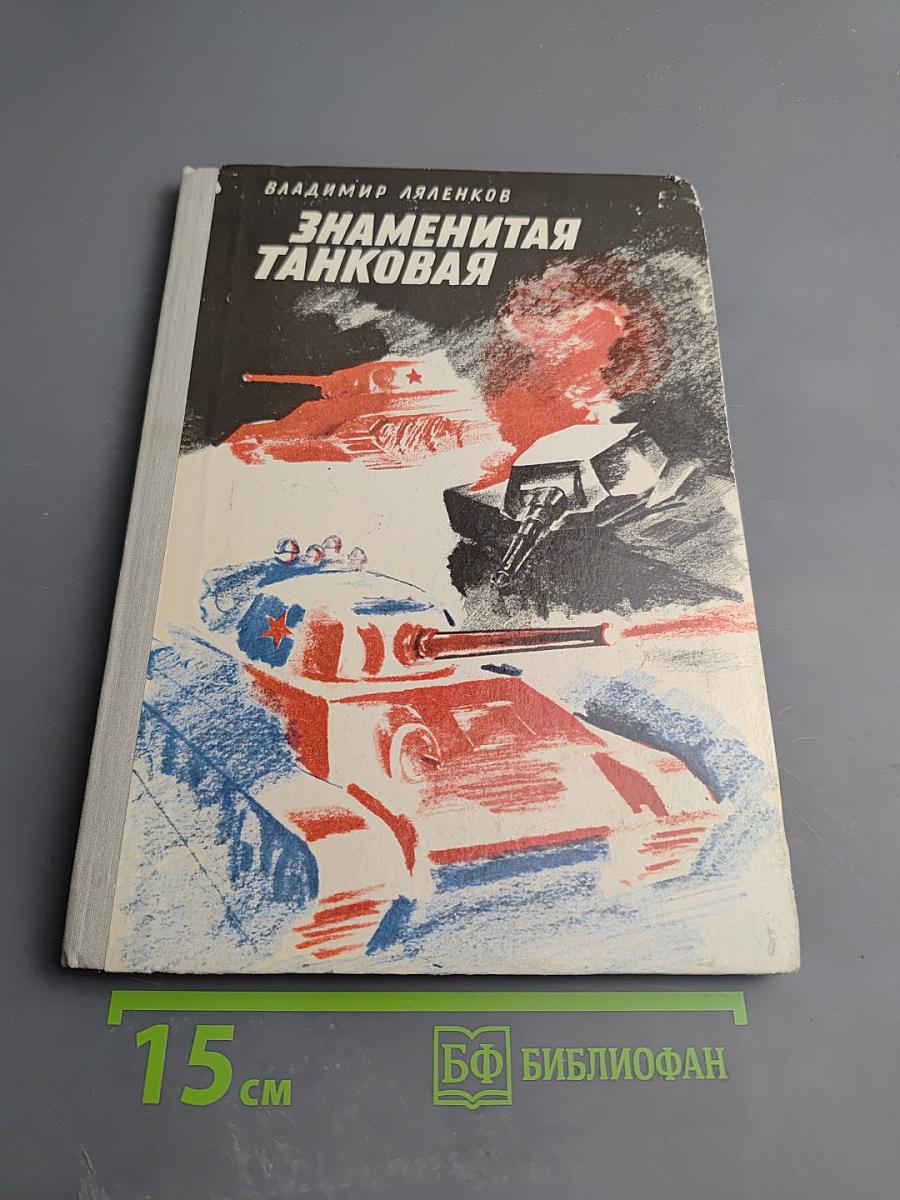 ВЛАДИМИР ЛЯЛЕНКОВ
ЗНАМЕНИТАЯ
ТАНКОВАЯ
15 см
БФ БИБЛИОФАН